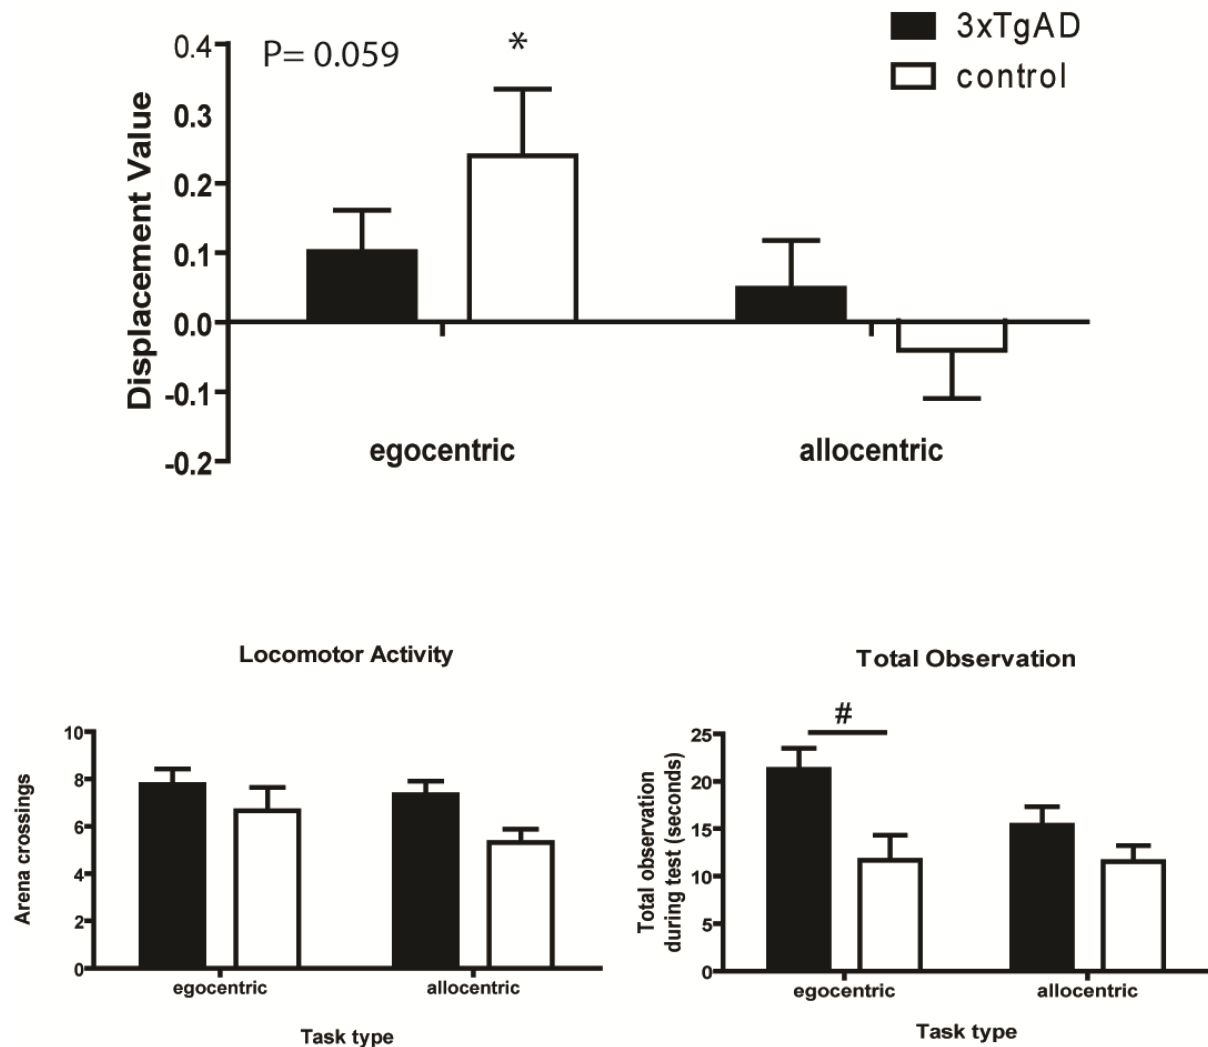 3xTgAD
control
P= 0.059
*
Displacement Value
0.4
0.3
0.2
0.1
0.0
-0.1
-0.2
egocentric
allocentric
Locomotor Activity
Arena crossings
10
8
6
4
2
0
egocentric
allocentric
Task type
Total Observation
#
Total observation
during test (seconds)
25
20
15
10
5
0
egocentric
allocentric
Task type